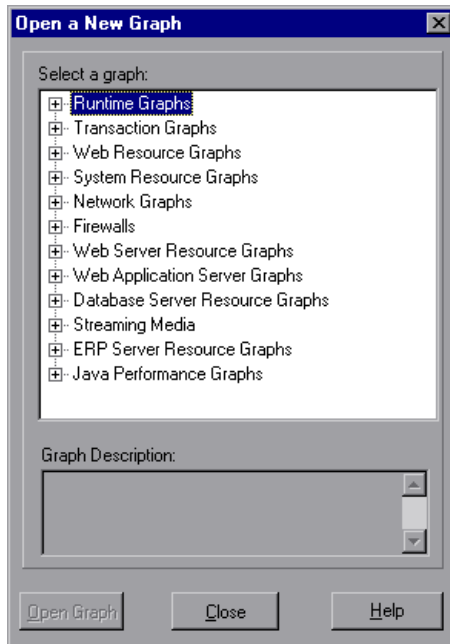 Open a New Graph
Select a graph:
Runtime Graphs
Transaction Graphs
Web Resource Graphs
System Resource Graphs
Network Graphs
Firewalls
Web Server Resource Graphs
Web Application Server Graphs
Database Server Resource Graphs
Streaming Media
ERP Server Resource Graphs
Java Performance Graphs
Graph Description:
Open Graph Close Help